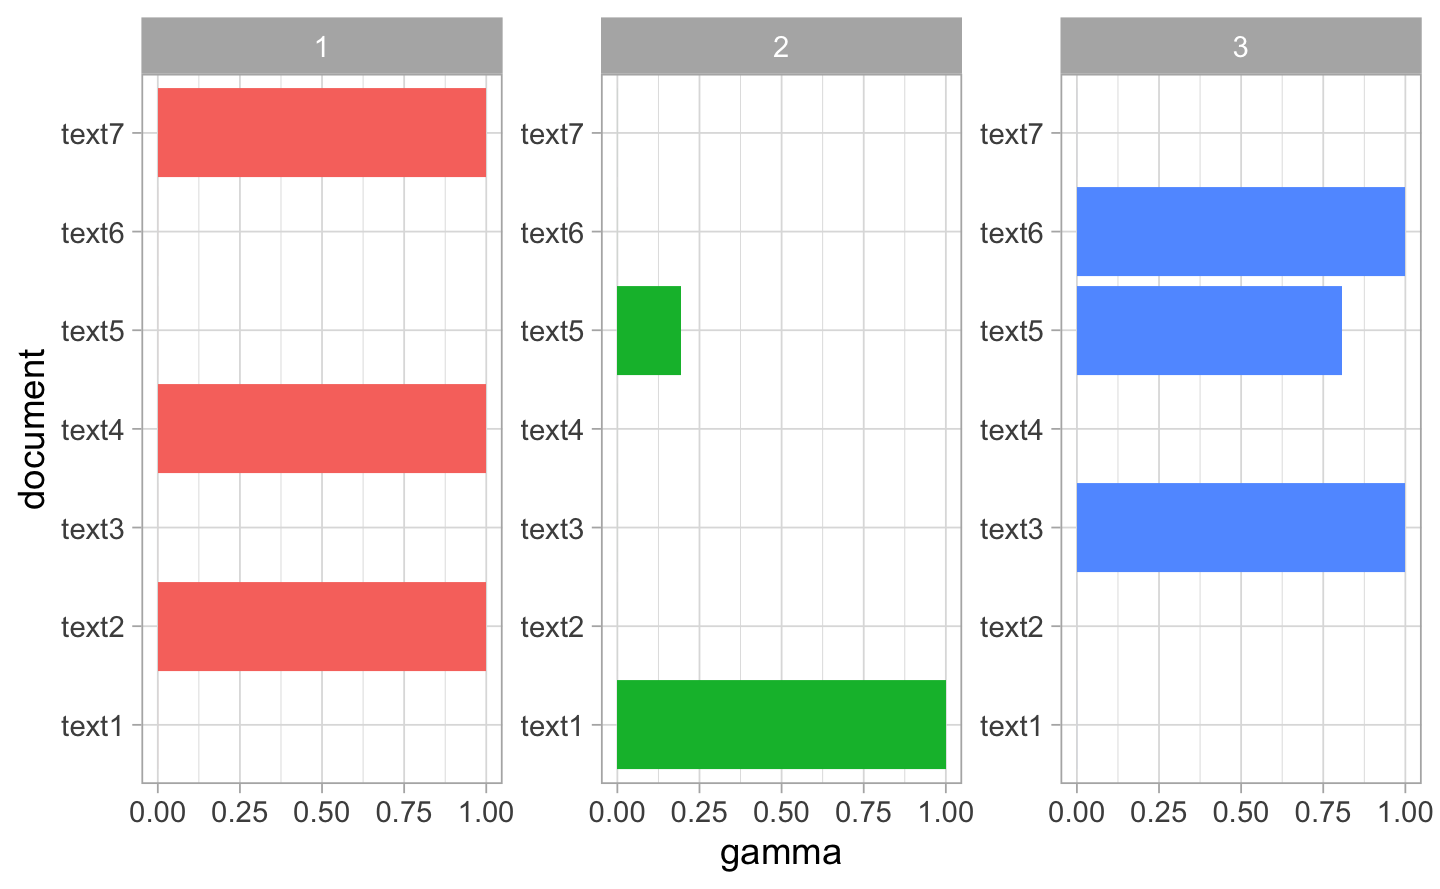 1 2 3
text7 text7 text7
text6 text6 text6
text5 text5 text5
text4 text4 text4
text3 text3 text3
text2 text2 text2
text1 text1 text1
0.00 0.25 0.50 0.75 1.00 0.00 0.25 0.50 0.75 1.00 0.00 0.25 0.50 0.75 1.00
gamma
document